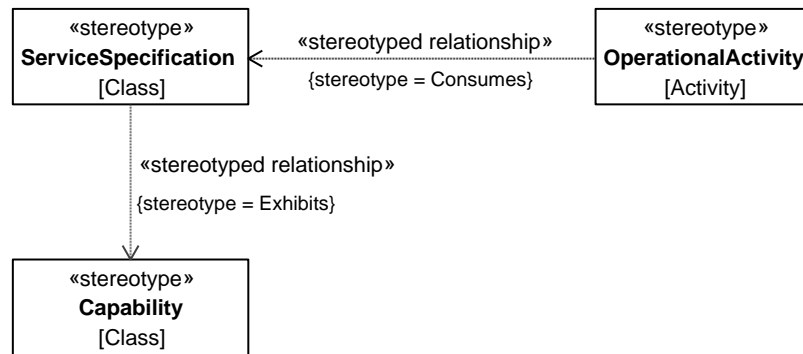 «stereotype»
ServiceSpecification
[Class]
«stereotyped relationship»
{stereotype = Consumes}
«stereotype»
OperationalActivity
[Activity]
«stereotyped relationship»
{stereotype = Exhibits}
«stereotype»
Capability
[Class]